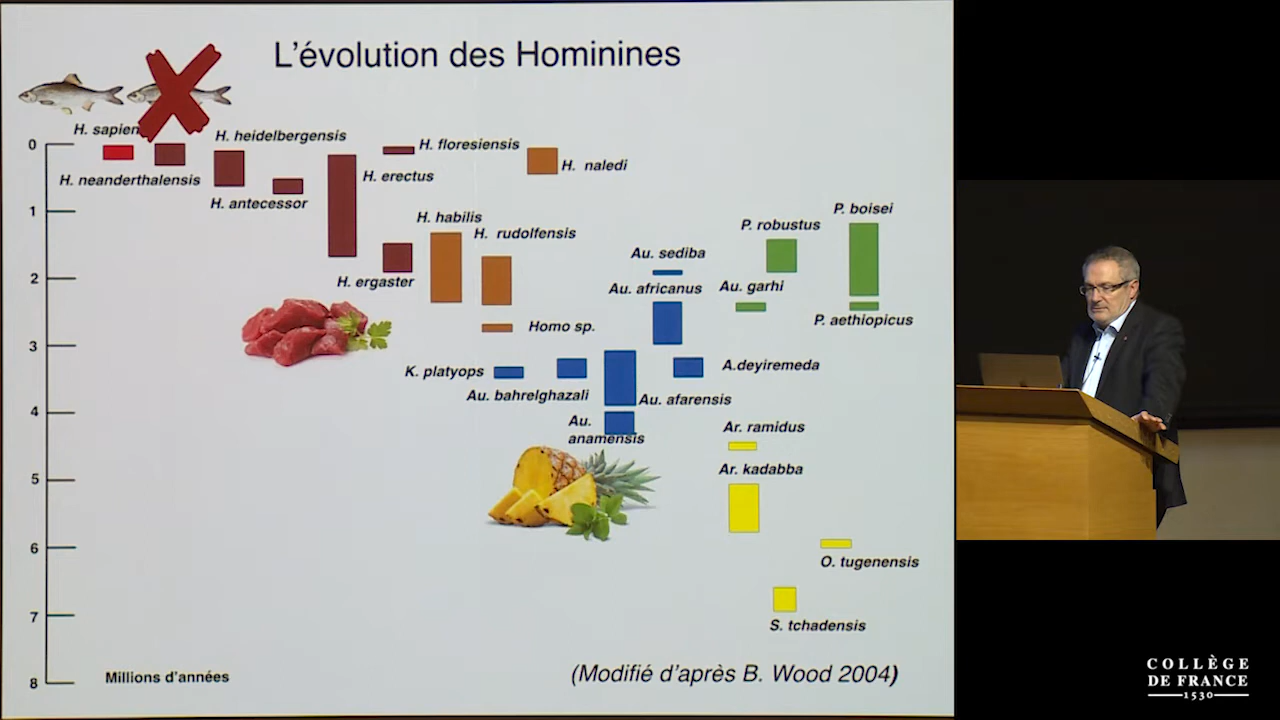 L'évolution des Hominines
H. sapien
H. heidelbergensis
H. floresiensis
H. naledi
H. neanderthalensis
H. erectus
H. antecessor
H. habilis
H. rudolfensis
H. ergaster
Homo sp.
Au. sediba
Au. africanus
Au. garhi
P. robustus
P. boisei
P. aethiopicus
K. platyops
A.deyiremeda
Au. bahrelghazali
Au. afarensis
Au.
anamensis
Ar. ramidus
Ar. kadabba
O. tugenensis
S. tchadensis
0
1
2
3
4
5
6
7
8
Millions d'années
(Modifié d'après B. Wood 2004)
COLLÈGE
DE FRANCE
1530